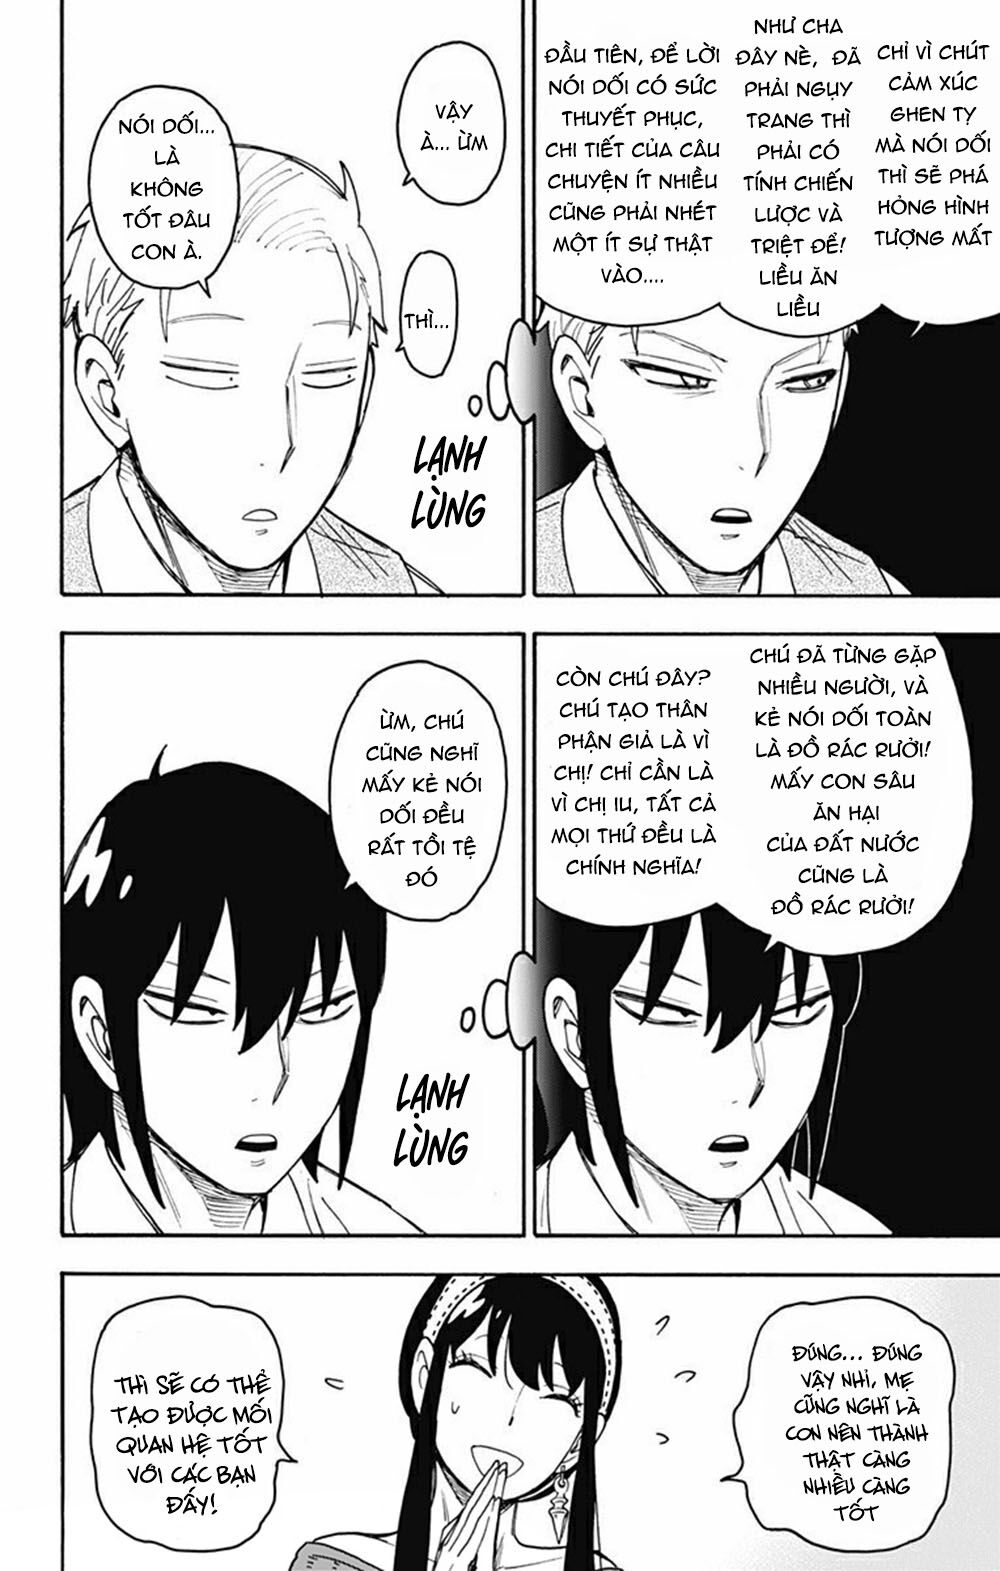 CHỈ VÌ CHÚT
CẢM XÚC
GHEN TỴ
MÀ NÓI DỐI
THÌ SẼ PHÁ
HỎNG HÌNH
TƯỢNG MẤT
NHƯ CHA
ĐÂY NÈ, ĐÃ
PHẢI NGỤY
TRANG THÌ
PHẢI CÓ
TÍNH CHIẾN
LƯỢC VÀ
TRIỆT ĐỂ!
LIỀU ĂN
LIỀU
ĐẦU TIÊN, ĐỂ LỜI
NÓI DỐI CÓ SỨC
THUYẾT PHỤC,
CHI TIẾT CỦA CÂU
CHUYỆN ÍT NHIỀU
CŨNG PHẢI NHÉT
MỘT ÍT SỰ THẬT
VÀO....
VẬY
À... ỪM
THÌ...
NÓI DỐI...
LÀ
KHÔNG
TỐT ĐÂU
CON À.
LẠNH
LÙNG
CHÚ ĐÃ TỪNG GẶP
NHIỀU NGƯỜI, VÀ
KẺ NÓI DỐI TOÀN
LÀ ĐỒ RÁC RƯỞI!
MẤY CON SÂU
ĂN HẠI
CỦA ĐẤT NƯỚC
CŨNG LÀ
ĐỒ RÁC RƯỞI!
CÒN CHÚ ĐÂY?
CHÚ TẠO THÂN
PHẬN GIẢ LÀ VÌ
CHỊ! CHỈ CẦN LÀ
VÌ CHỊ IU, TẤT CẢ
MỌI THỨ ĐỀU LÀ
CHÍNH NGHĨA!
ỪM, CHÚ
CŨNG NGHĨ
MẤY KẺ NÓI
DỐI ĐỀU
RẤT TỒI TỆ
ĐÓ
LẠNH
LÙNG
ĐÚNG... ĐÚNG
VẬY NHỈ, MẸ
CŨNG NGHĨ LÀ
CON NÊN THÀNH
THẬT CÀNG
NHIỀU CÀNG
TỐT
THÌ SẼ CÓ THỂ
TẠO ĐƯỢC MỐI
QUAN HỆ TỐT
VỚI CÁC BẠN
ĐẤY!